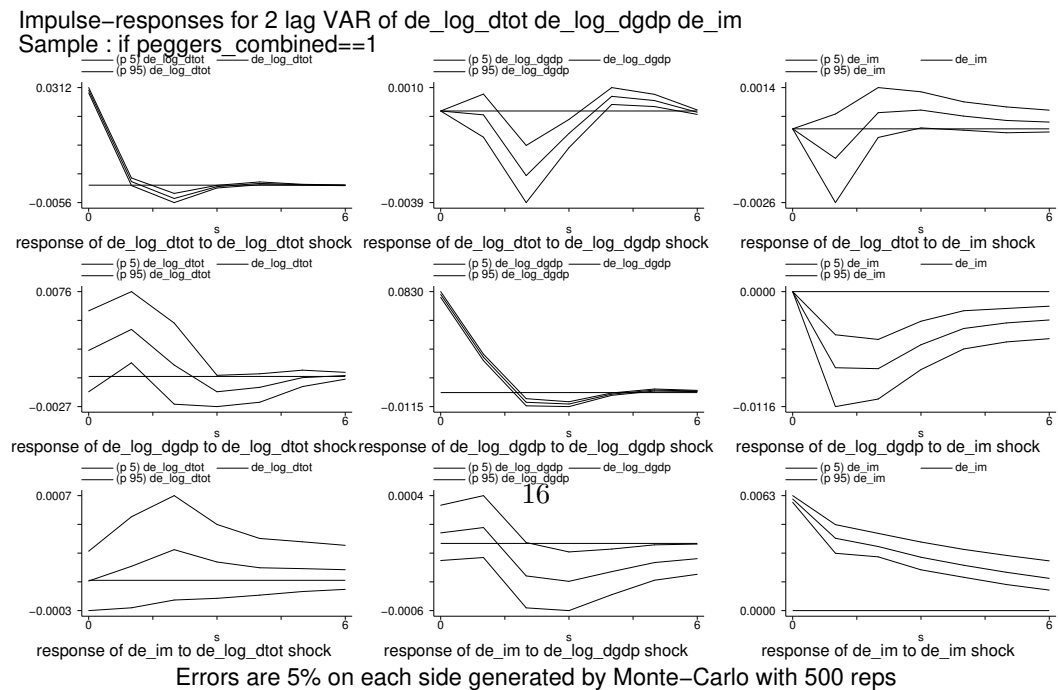 Impulse−responses for 2 lag VAR of de_log_dtot de_log_dgdp de_im
Sample : if peggers_combined==1
(p 5) de_log_dtot de_log_dtot
(p 95) de_log_dtot
0.0312
−0.0056
0 6
s
response of de_log_dtot to de_log_dtot shock
(p 5) de_log_dgdp de_log_dgdp
(p 95) de_log_dgdp
0.0010
−0.0039
0 6
s
response of de_log_dtot to de_log_dgdp shock
(p 5) de_im de_im
(p 95) de_im
0.0014
−0.0026
0 6
s
response of de_log_dtot to de_im shock
(p 5) de_log_dtot de_log_dtot
(p 95) de_log_dtot
0.0076
−0.0027
0 6
s
response of de_log_dgdp to de_log_dtot shock
(p 5) de_log_dgdp de_log_dgdp
(p 95) de_log_dgdp
0.0830
−0.0115
0 6
s
response of de_log_dgdp to de_log_dgdp shock
(p 5) de_im de_im
(p 95) de_im
0.0000
−0.0116
0 6
s
response of de_log_dgdp to de_im shock
(p 5) de_log_dtot de_log_dtot
(p 95) de_log_dtot
0.0007
−0.0003
0 6
s
response of de_im to de_log_dtot shock
(p 5) de_log_dgdp de_log_dgdp
(p 95) de_log_dgdp
16
0.0004
−0.0006
0 6
s
response of de_im to de_log_dgdp shock
(p 5) de_im de_im
(p 95) de_im
0.0063
0.0000
0 6
s
response of de_im to de_im shock
Errors are 5% on each side generated by Monte−Carlo with 500 reps